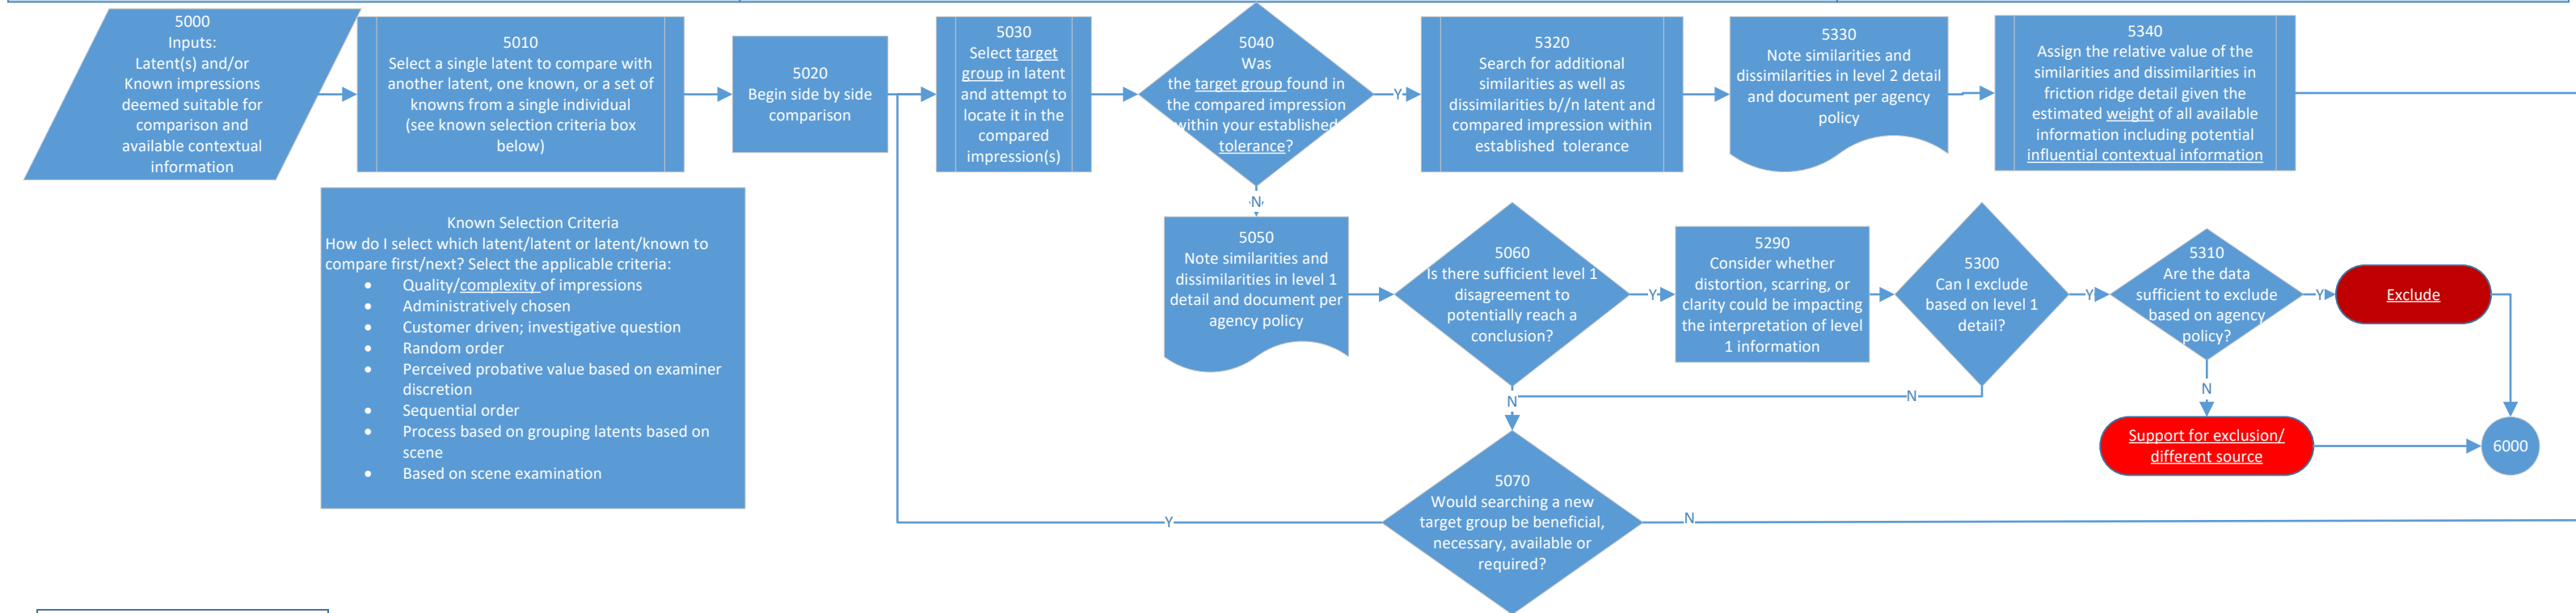 5000
Inputs:
Latent(s) and/or
Known impressions
deemed suitable for
comparison and
available contextual
information
5010
Select a single latent to compare with
another latent, one known, or a set of
knowns from a single individual
(see known selection criteria box
below)
5020
Begin side by side
comparison
5030
Select target
group in latent
and attempt to
locate it in the
compared
impression(s)
5040
Was
the target group found in
the compared impression
within your established
tolerance?
Y
5320
Search for additional
similarities as well as
dissimilarities b//n latent and
compared impression within
established tolerance
5330
Note similarities and
dissimilarities in level 2 detail
and document per agency
policy
5340
Assign the relative value of the
similarities and dissimilarities in
friction ridge detail given the
estimated weight of all available
information including potential
influential contextual information
Known Selection Criteria
How do I select which latent/latent or latent/known to
compare first/next? Select the applicable criteria:
• Quality/complexity of impressions
• Administratively chosen
• Customer driven; investigative question
• Random order
• Perceived probative value based on examiner
discretion
• Sequential order
• Process based on grouping latents based on
scene
• Based on scene examination
N
5050
Note similarities and
dissimilarities in level 1
detail and document per
agency policy
5060
Is there sufficient level 1
disagreement to
potentially reach a
conclusion?
Y
5290
Consider whether
distortion, scarring, or
clarity could be impacting
the interpretation of level
1 information
5300
Can I exclude
based on level 1
detail?
Y
5310
Are the data
sufficient to exclude
based on agency
policy?
Y
Exclude
N
N
N
Support for exclusion/
different source
6000
5070
Would searching a new
target group be beneficial,
necessary, available or
required?
Y
N